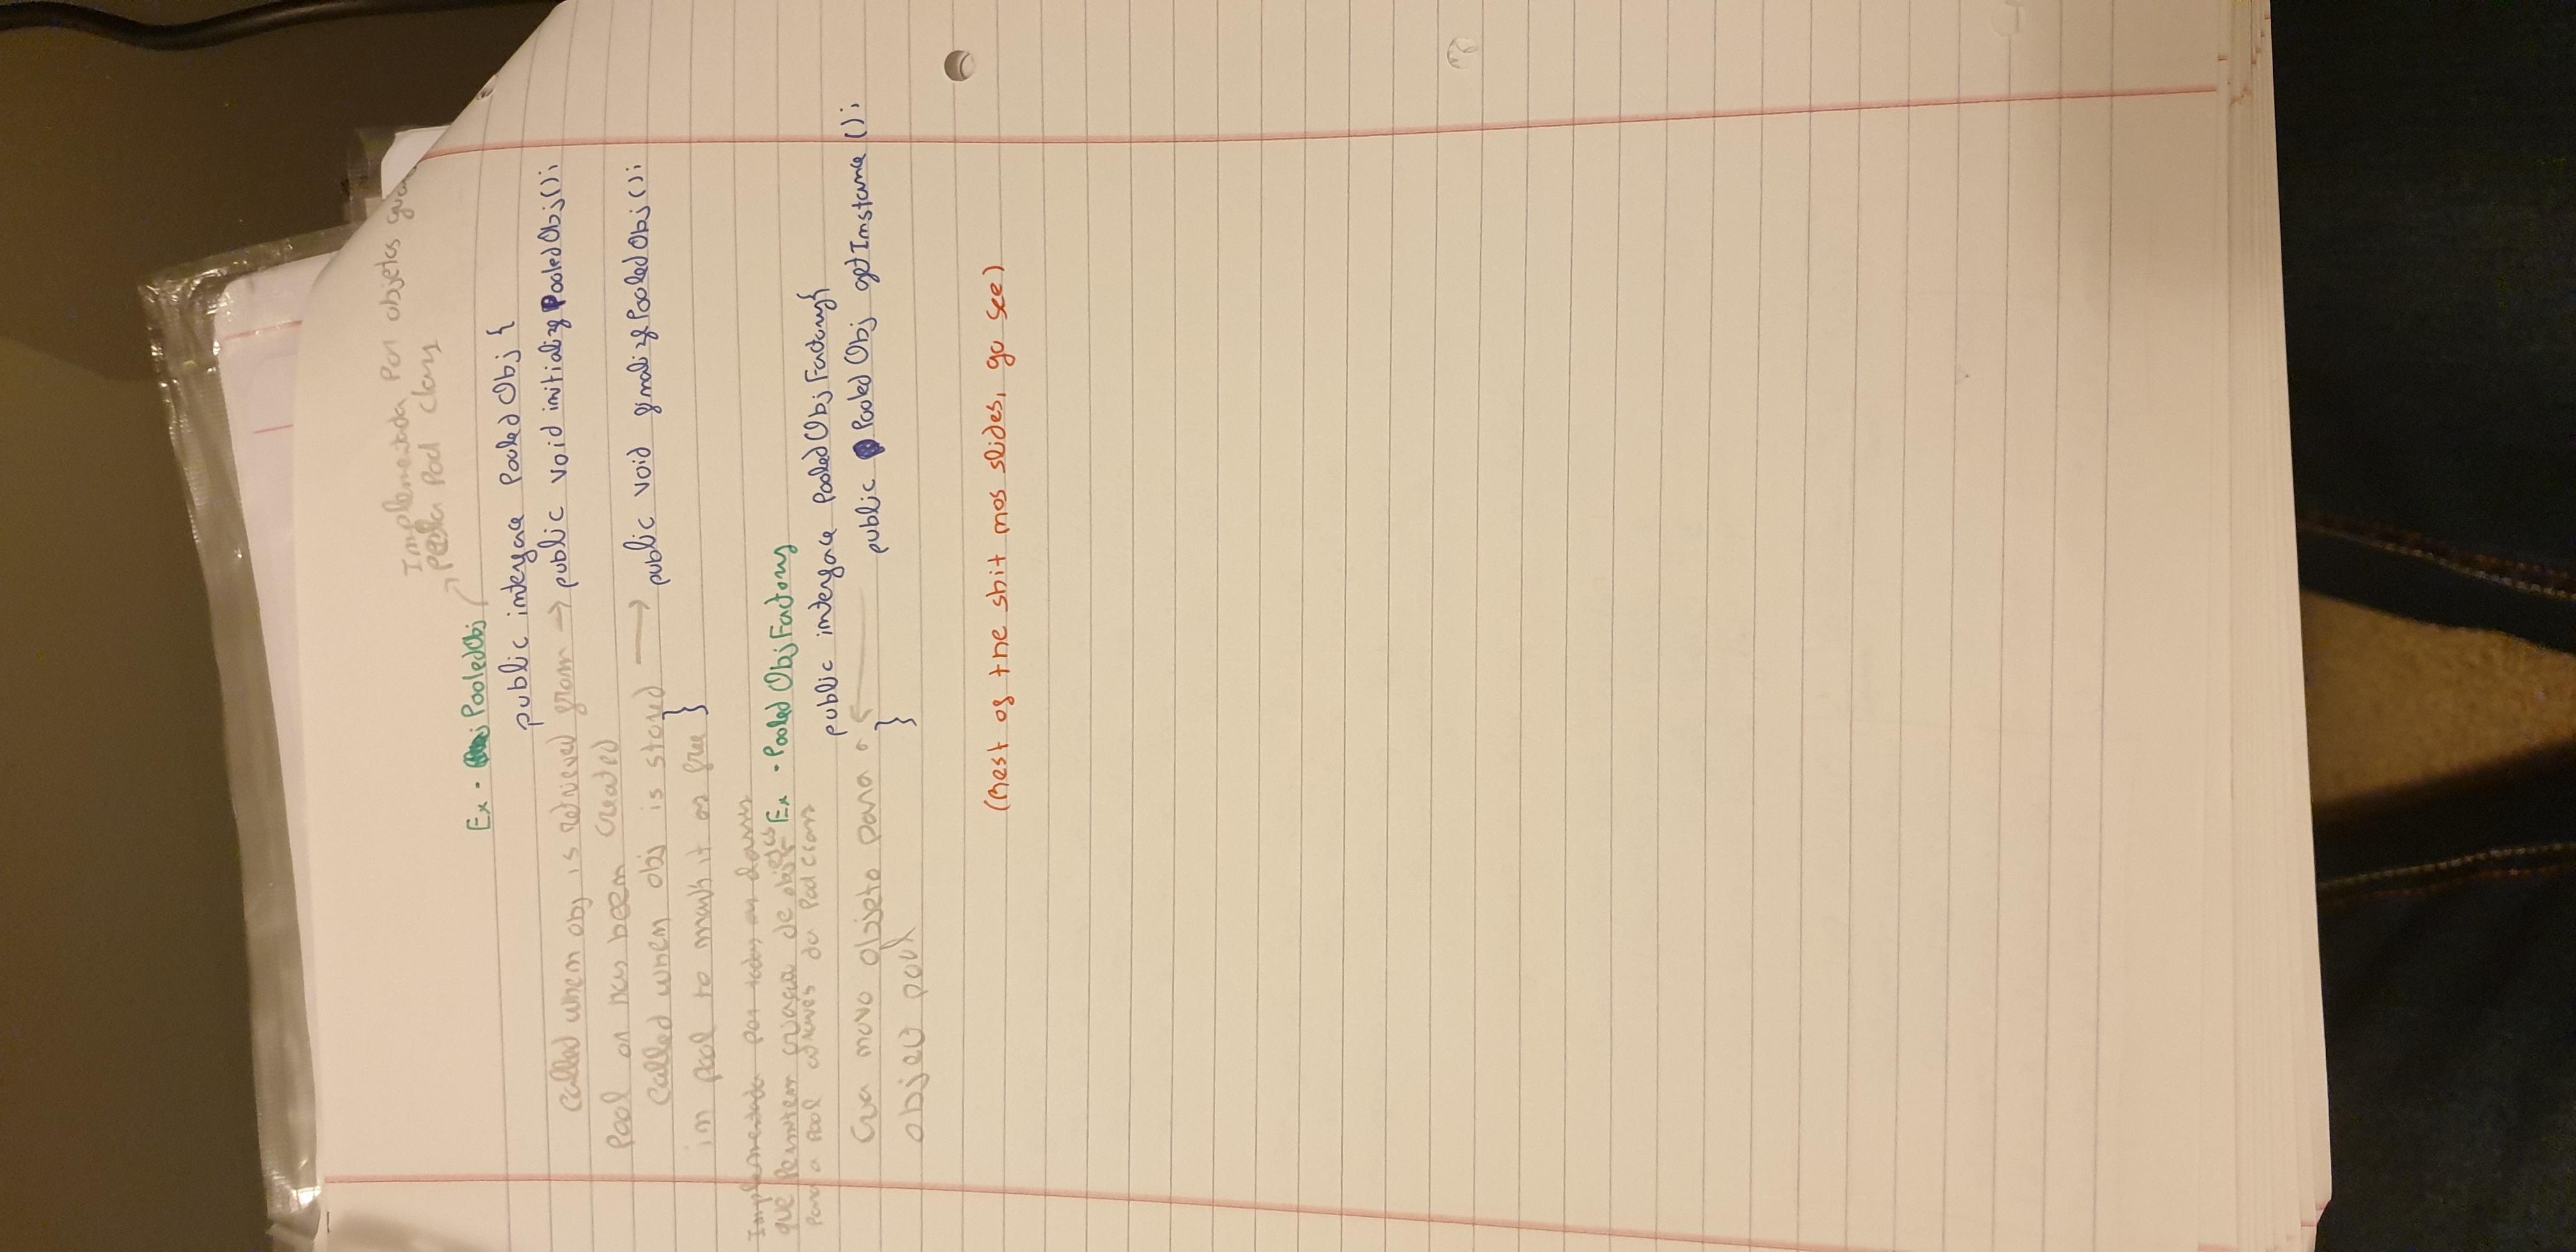 Implementada por objetos
pela Pool class
Ex - PooledObj
public interface PooledObj {
Called when obj is retrieved from → public void initializePooledObj();
Pool or has been created
Called when obj is stored → public void finalizePooledObj();
in pool to mark it as free }
Implementada por todas as classes
que permitem criação de objetos Ex - PooledObjFactory
para a Pool através da Pool class
public interface PooledObjFactory{
Cria novo objeto para a ← public PooledObj getInstance();
object pool }
(Rest of the shit nos slides, go see)